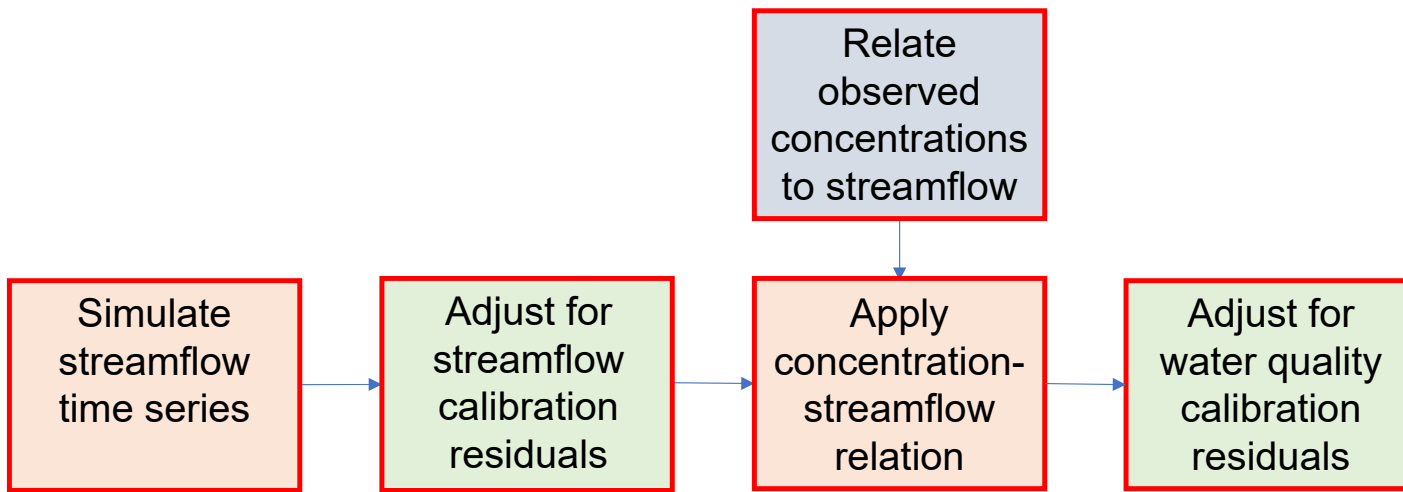 Relate
observed
concentrations
to streamflow
Simulate
streamflow
time series
Adjust for
streamflow
calibration
residuals
Apply
concentration-
streamflow
relation
Adjust for
water quality
calibration
residuals